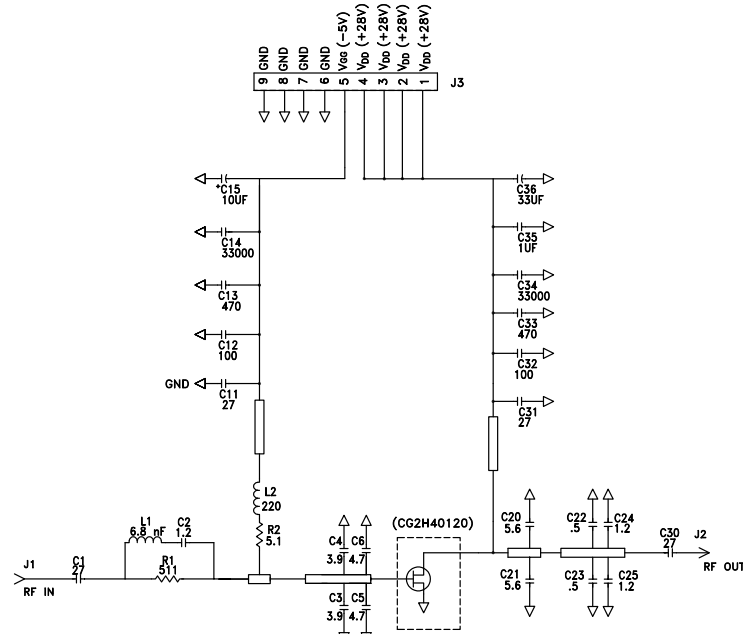 GND
GND
GND
GND
VGG (-5V)
VDD (+28V)
VDD (+28V)
VDD (+28V)
VDD (+28V)
9
8
7
6
5
4
3
2
1
J3
+
C15
10UF
C36
33UF
C14
33000
C35
1UF
C13
470
C34
33000
C33
470
C12
100
C32
100
GND
C11
27
C31
27
L2
220
R2
5.1
L1
6.8 nF
C2
1.2
R1
511
J1
RF IN
C1
27
C4
3.9
C6
4.7
C3
3.9
C5
4.7
(CG2H40120)
C20
5.6
C21
5.6
C22
.5
C24
1.2
C23
.5
C25
1.2
C30
27
J2
RF OUT